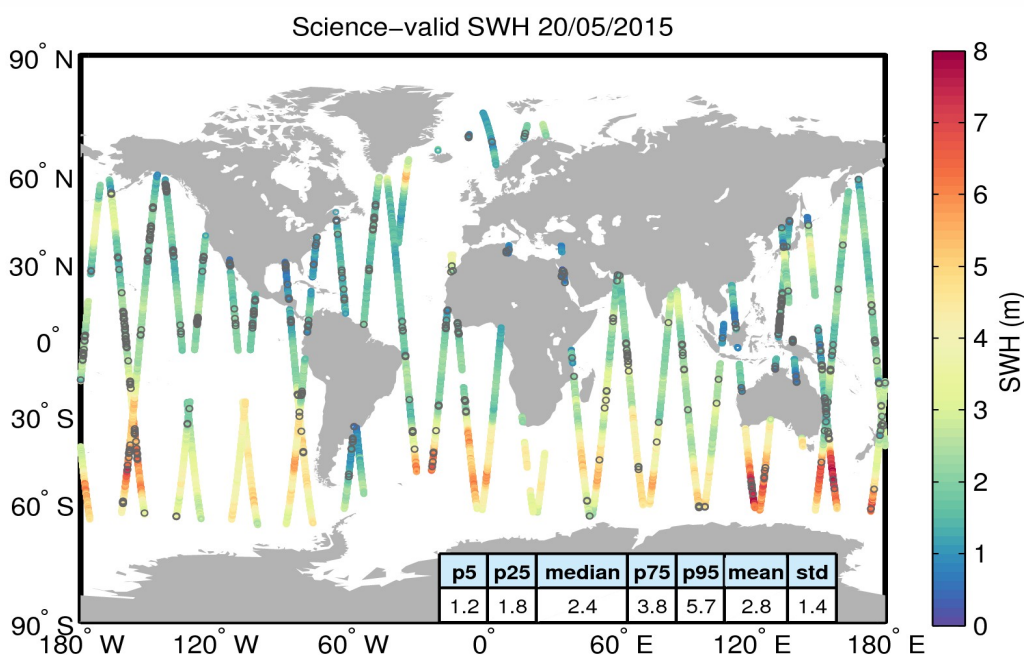 Science−valid SWH 20/05/2015
90° N
60° N
30° N
0°
30° S
60° S
90° S
180° W
120° W
60° W
0°
60° E
120° E
180° E
p5 p25 median p75 p95 mean std
1.2 1.8 2.4 3.8 5.7 2.8 1.4
8
7
6
5
4
3
2
1
0
SWH (m)